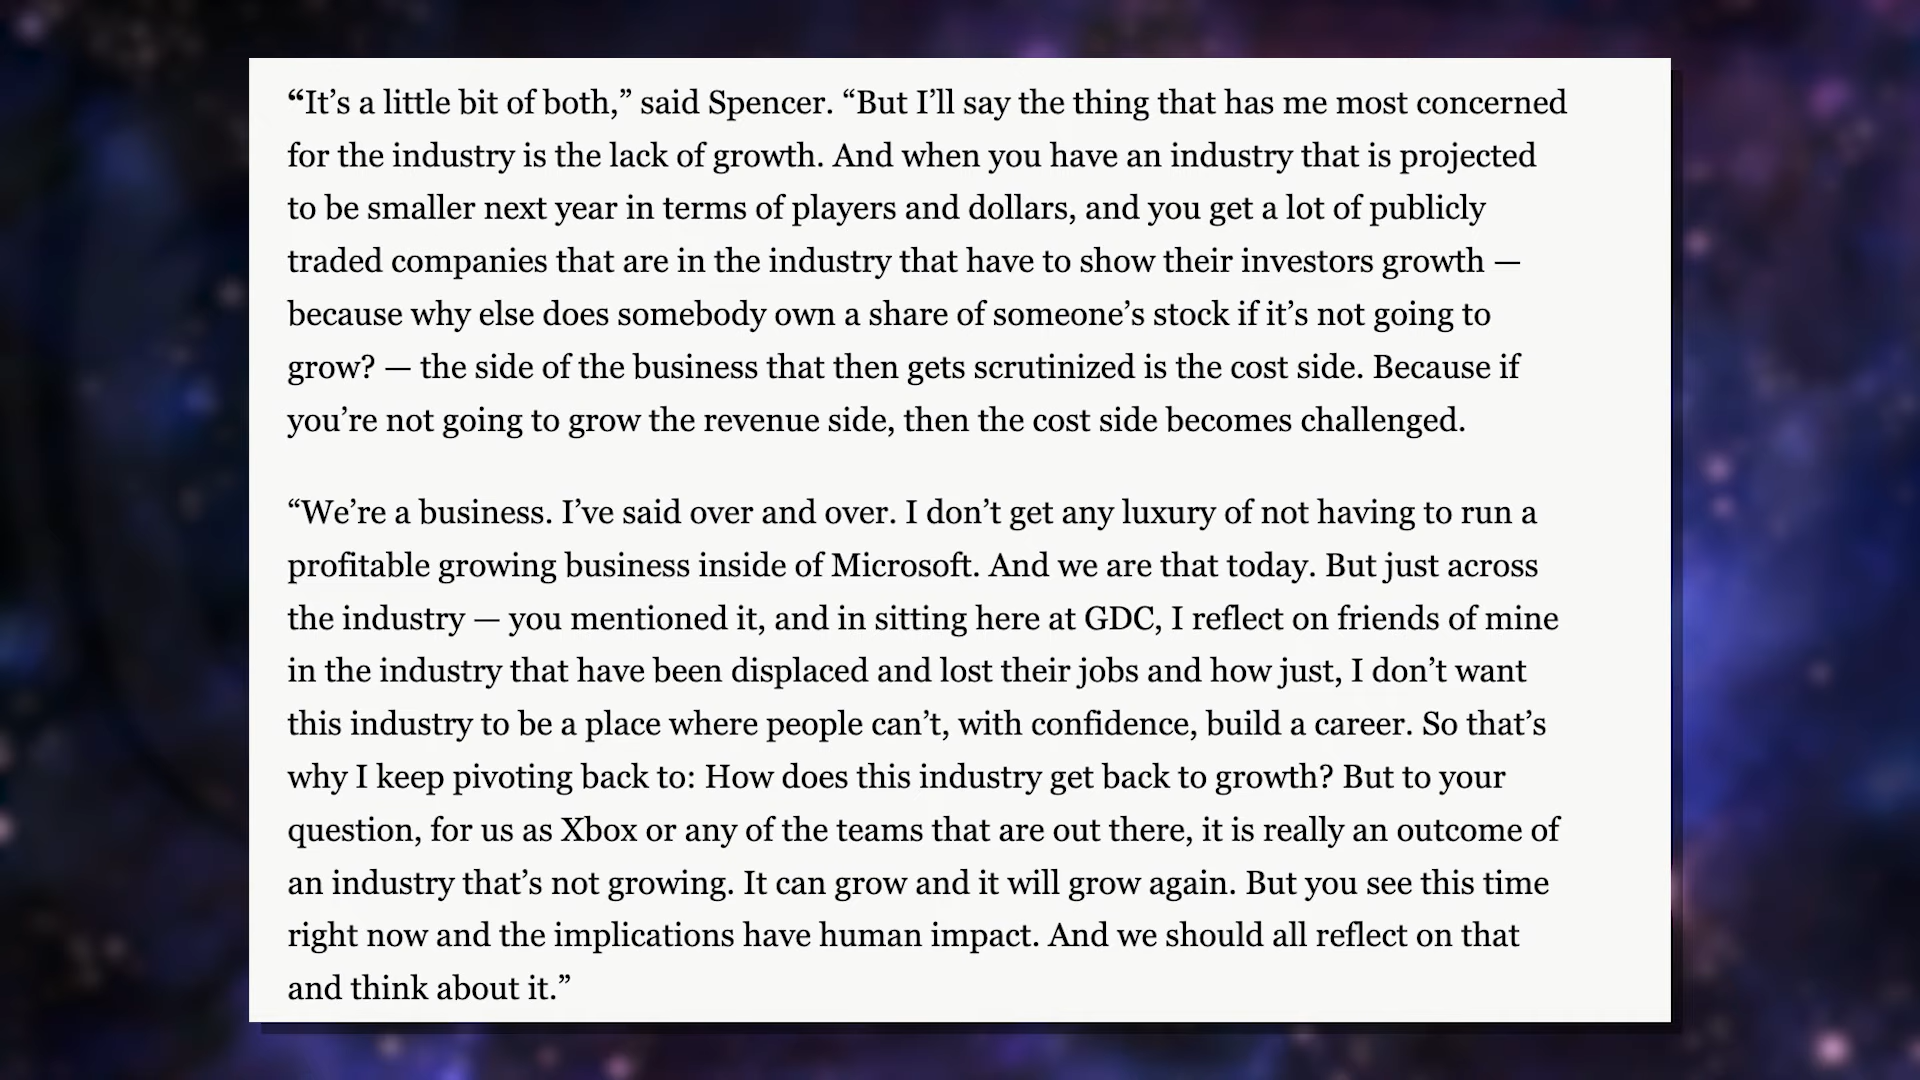 “It’s a little bit of both,” said Spencer. “But I’ll say the thing that has me most concerned
for the industry is the lack of growth. And when you have an industry that is projected
to be smaller next year in terms of players and dollars, and you get a lot of publicly
traded companies that are in the industry that have to show their investors growth —
because why else does somebody own a share of someone’s stock if it’s not going to
grow? — the side of the business that then gets scrutinized is the cost side. Because if
you’re not going to grow the revenue side, then the cost side becomes challenged.
“We’re a business. I’ve said over and over. I don’t get any luxury of not having to run a
profitable growing business inside of Microsoft. And we are that today. But just across
the industry — you mentioned it, and in sitting here at GDC, I reflect on friends of mine
in the industry that have been displaced and lost their jobs and how just, I don’t want
this industry to be a place where people can’t, with confidence, build a career. So that’s
why I keep pivoting back to: How does this industry get back to growth? But to your
question, for us as Xbox or any of the teams that are out there, it is really an outcome of
an industry that’s not growing. It can grow and it will grow again. But you see this time
right now and the implications have human impact. And we should all reflect on that
and think about it.”